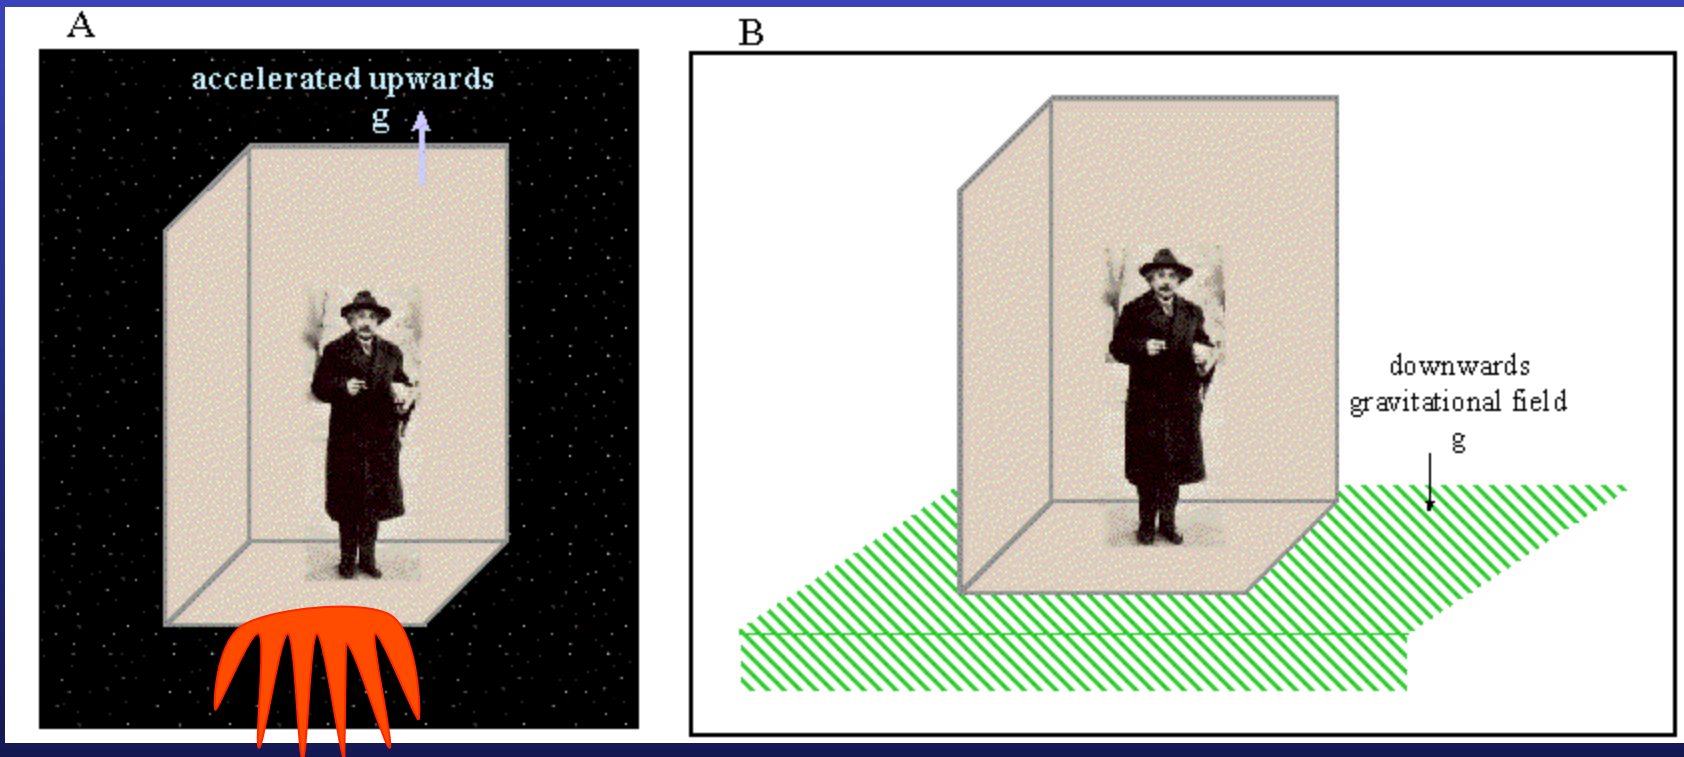 A
accelerated upwards
g
B
downwards
gravitational field
g